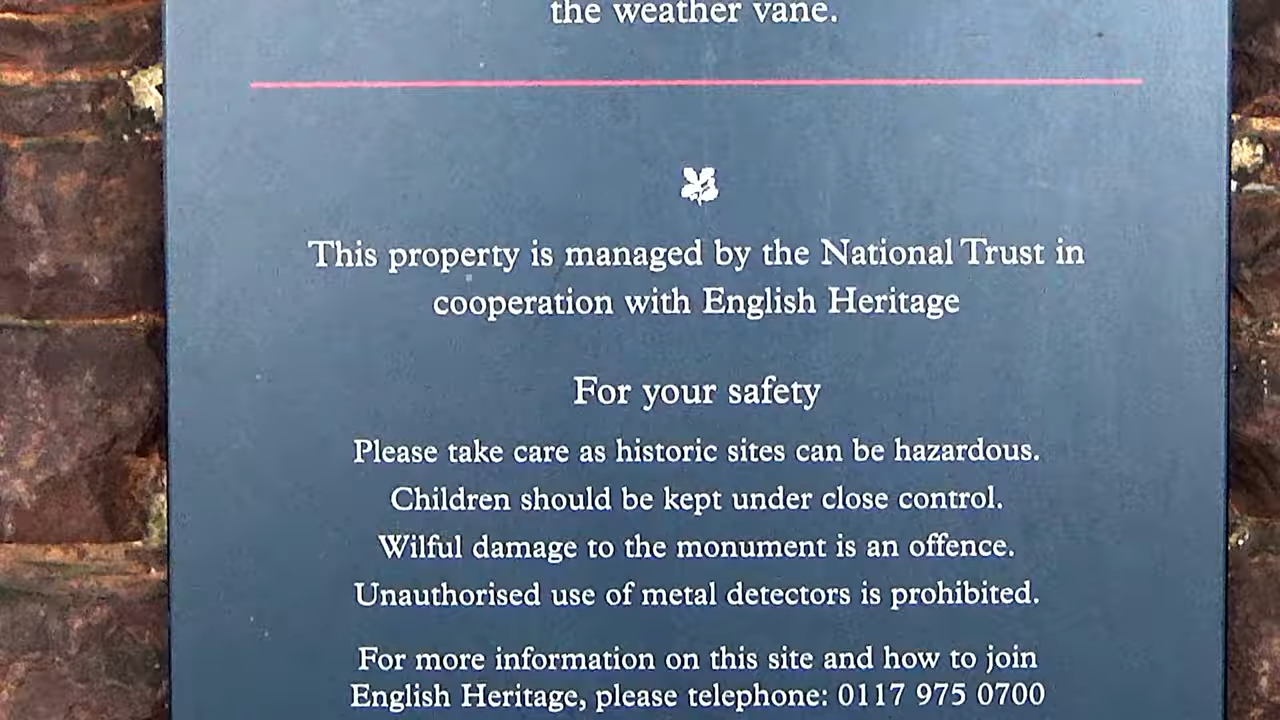 the weather vane.
This property is managed by the National Trust in
cooperation with English Heritage
For your safety
Please take care as historic sites can be hazardous.
Children should be kept under close control.
Wilful damage to the monument is an offence.
Unauthorised use of metal detectors is prohibited.
For more information on this site and how to join
English Heritage, please telephone: 0117 975 0700